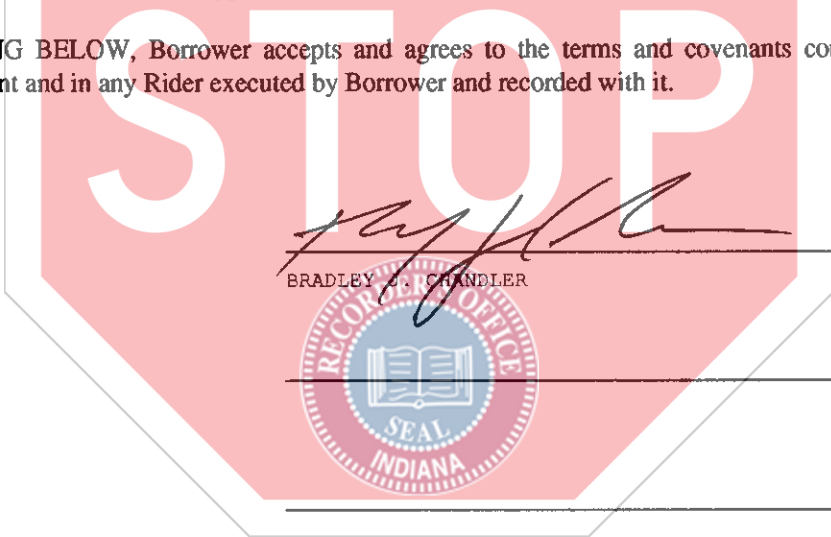 STOP
G BELOW, Borrower accepts and agrees to the terms and covenants co
nt and in any Rider executed by Borrower and recorded with it.
BRADLEY J. CHANDLER
RECORDER'S OFFICE
SEAL
INDIANA